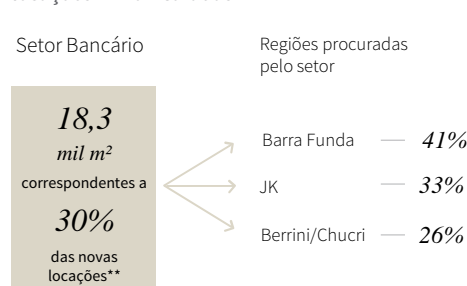 Setor Bancário
Regiões procuradas
pelo setor
18,3
mil m²
correspondentes a
30%
das novas
locações**
Barra Funda — 41%
JK — 33%
Berrini/Chucri — 26%